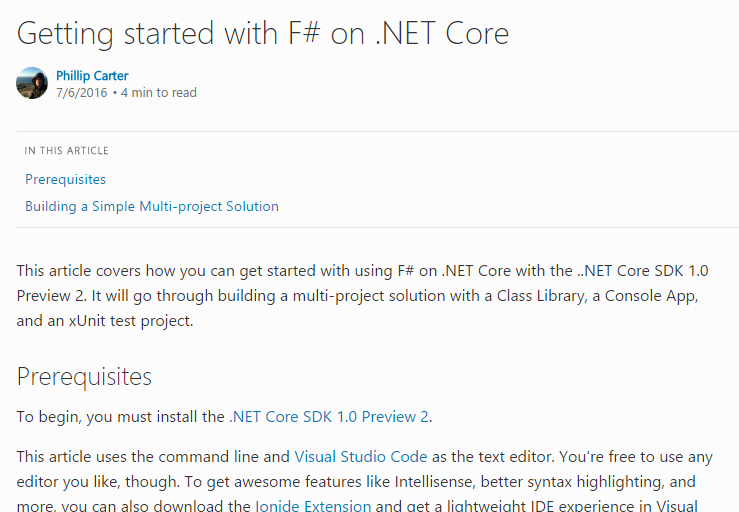 Getting started with F# on .NET Core
Phillip Carter
7/6/2016 • 4 min to read
IN THIS ARTICLE
Prerequisites
Building a Simple Multi-project Solution
This article covers how you can get started with using F# on .NET Core with the ..NET Core SDK 1.0
Preview 2. It will go through building a multi-project solution with a Class Library, a Console App,
and an xUnit test project.
Prerequisites
To begin, you must install the .NET Core SDK 1.0 Preview 2.
This article uses the command line and Visual Studio Code as the text editor. You're free to use any
editor you like, though. To get awesome features like Intellisense, better syntax highlighting, and
more, you can also download the Ionide Extension and get a lightweight IDE experience in Visual